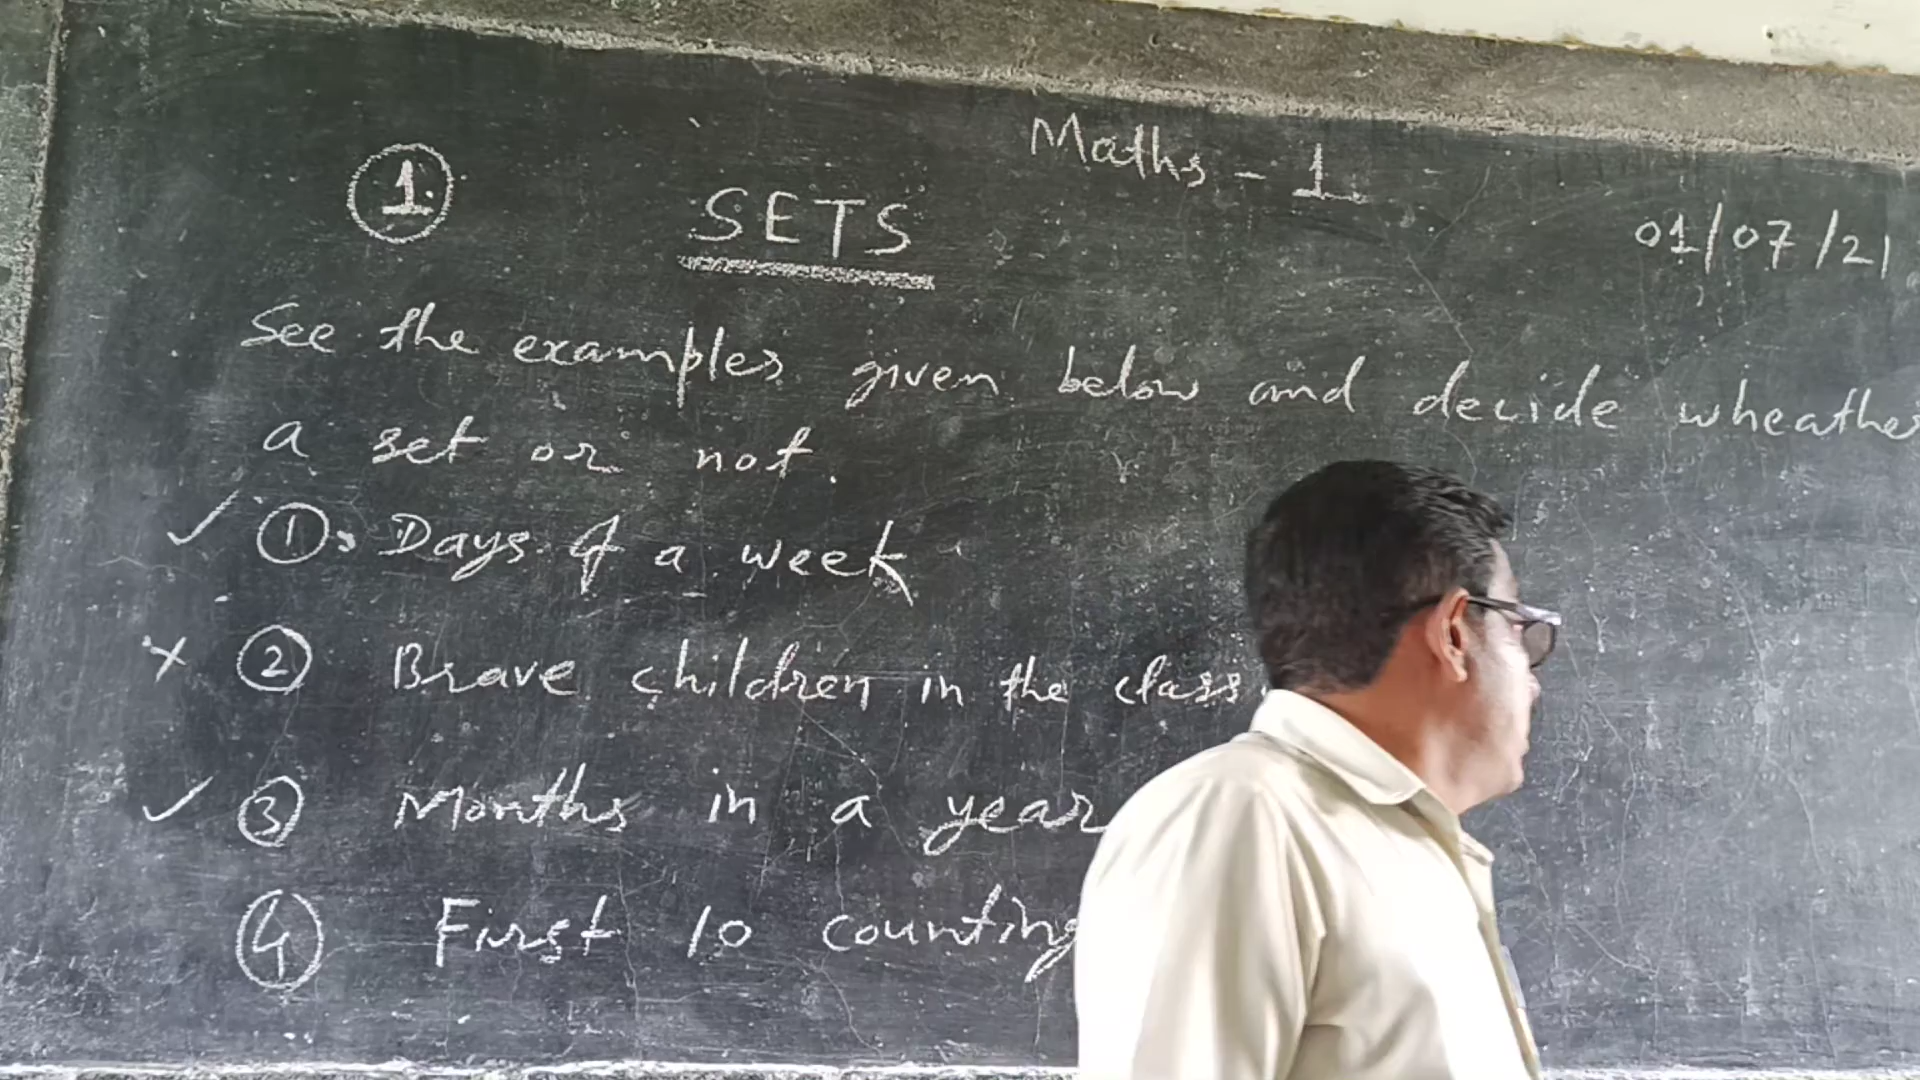 Maths - 1
① SETS
01/07/21
See the examples given below and decide wheather
a set or not.
✓ ①. Days of a week
× ② Brave children in the class.
✓ ③ Months in a year
④ First 10 counting